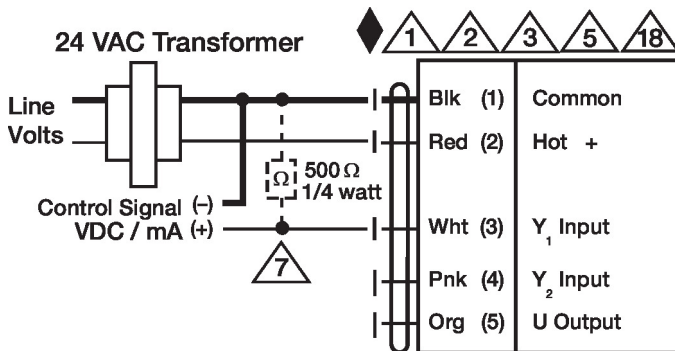 24 VAC Transformer
1 2 3 5 18
Line Volts
Blk (1) Common
Red (2) Hot +
Ω 500 Ω
1/4 watt
Control Signal (–)
VDC / mA (+)
Wht (3) Y1 Input
7
Pnk (4) Y2 Input
Org (5) U Output